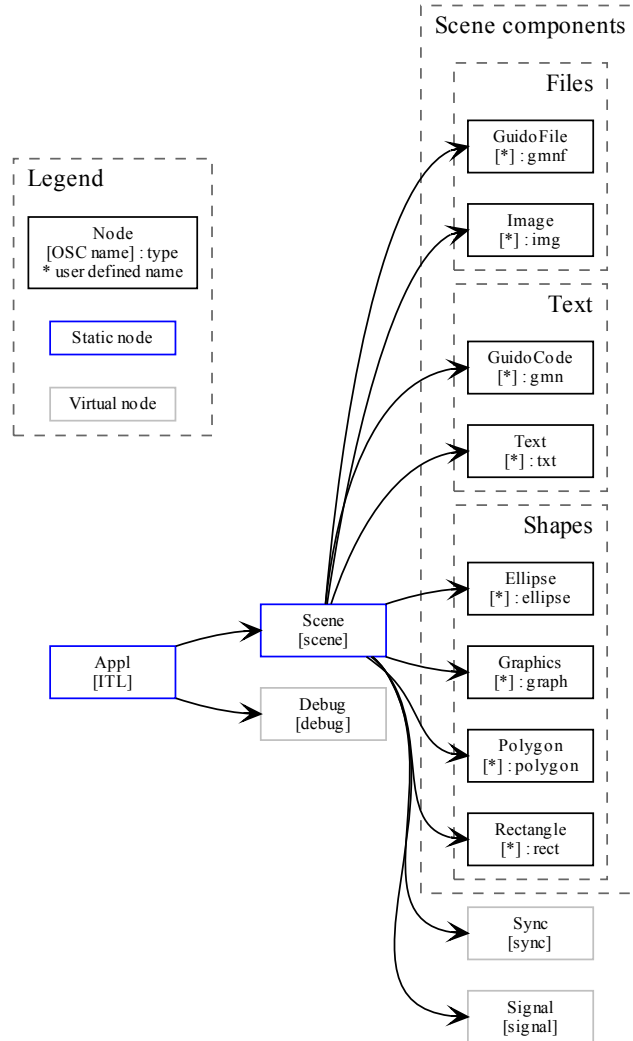 Scene components
Files
GuidoFile
[*] : gmnf
Image
[*] : img
Legend
Node
[OSC name] : type
* user defined name
Static node
Virtual node
Text
GuidoCode
[*] : gmn
Text
[*] : txt
Shapes
Ellipse
[*] : ellipse
Scene
[scene]
Appl
[ITL]
Graphics
[*] : graph
Debug
[debug]
Polygon
[*] : polygon
Rectangle
[*] : rect
Sync
[sync]
Signal
[signal]